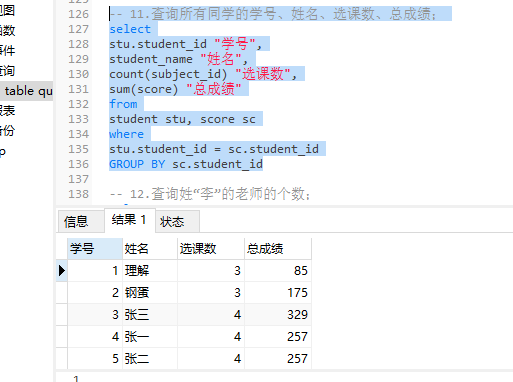 图
数
事件
查询
table qu
报表
备份
p
126 -- 11.查询所有同学的学号、姓名、选课数、总成绩；
127 select
128 stu.student_id "学号",
129 student_name "姓名",
130 count(subject_id) "选课数",
131 sum(score) "总成绩"
132 from
133 student stu, score sc
134 where
135 stu.student_id = sc.student_id
136 GROUP BY sc.student_id
137
138 -- 12.查询姓“李”的老师的个数；
信息 结果 1 状态
学号 姓名 选课数 总成绩
1 理解 3 85
2 钢蛋 3 175
3 张三 4 329
4 张一 4 257
5 张二 4 257
1